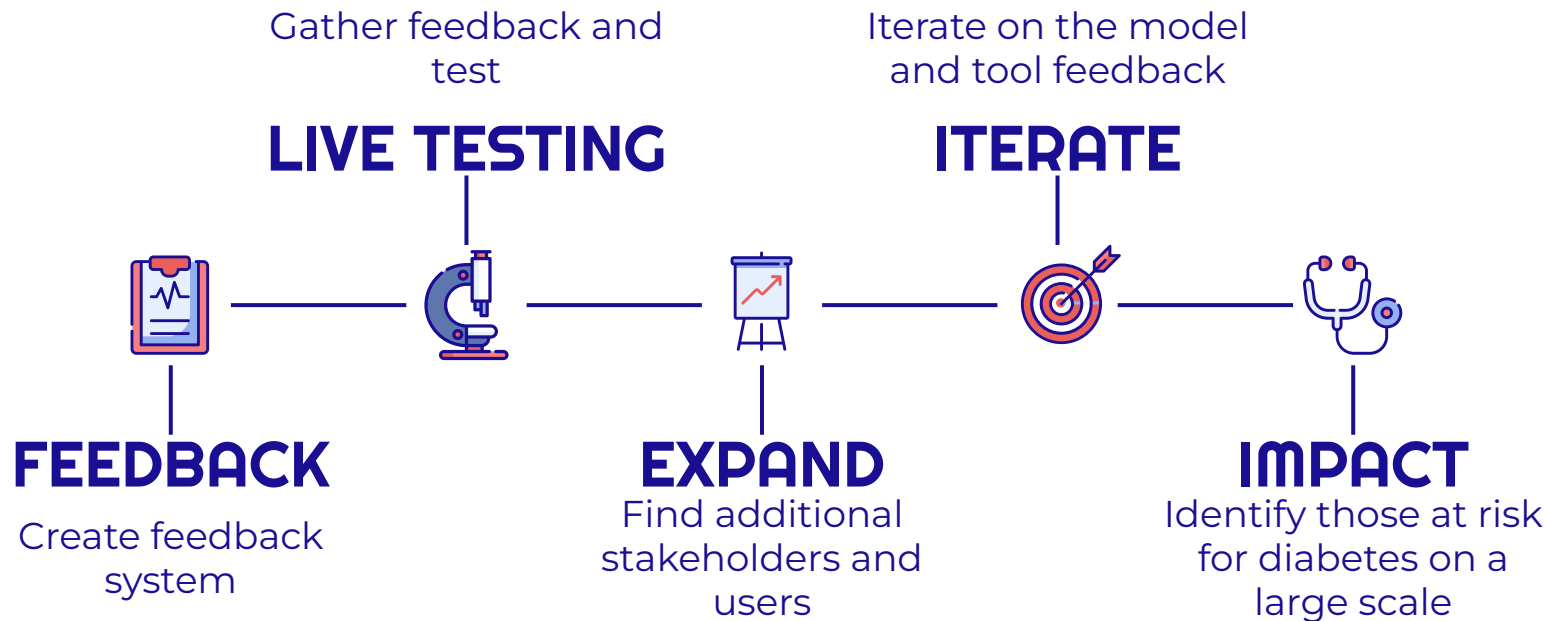 Gather feedback and
test
LIVE TESTING
Iterate on the model
and tool feedback
ITERATE
FEEDBACK
Create feedback
system
EXPAND
Find additional
stakeholders and
users
IMPACT
Identify those at risk
for diabetes on a
large scale